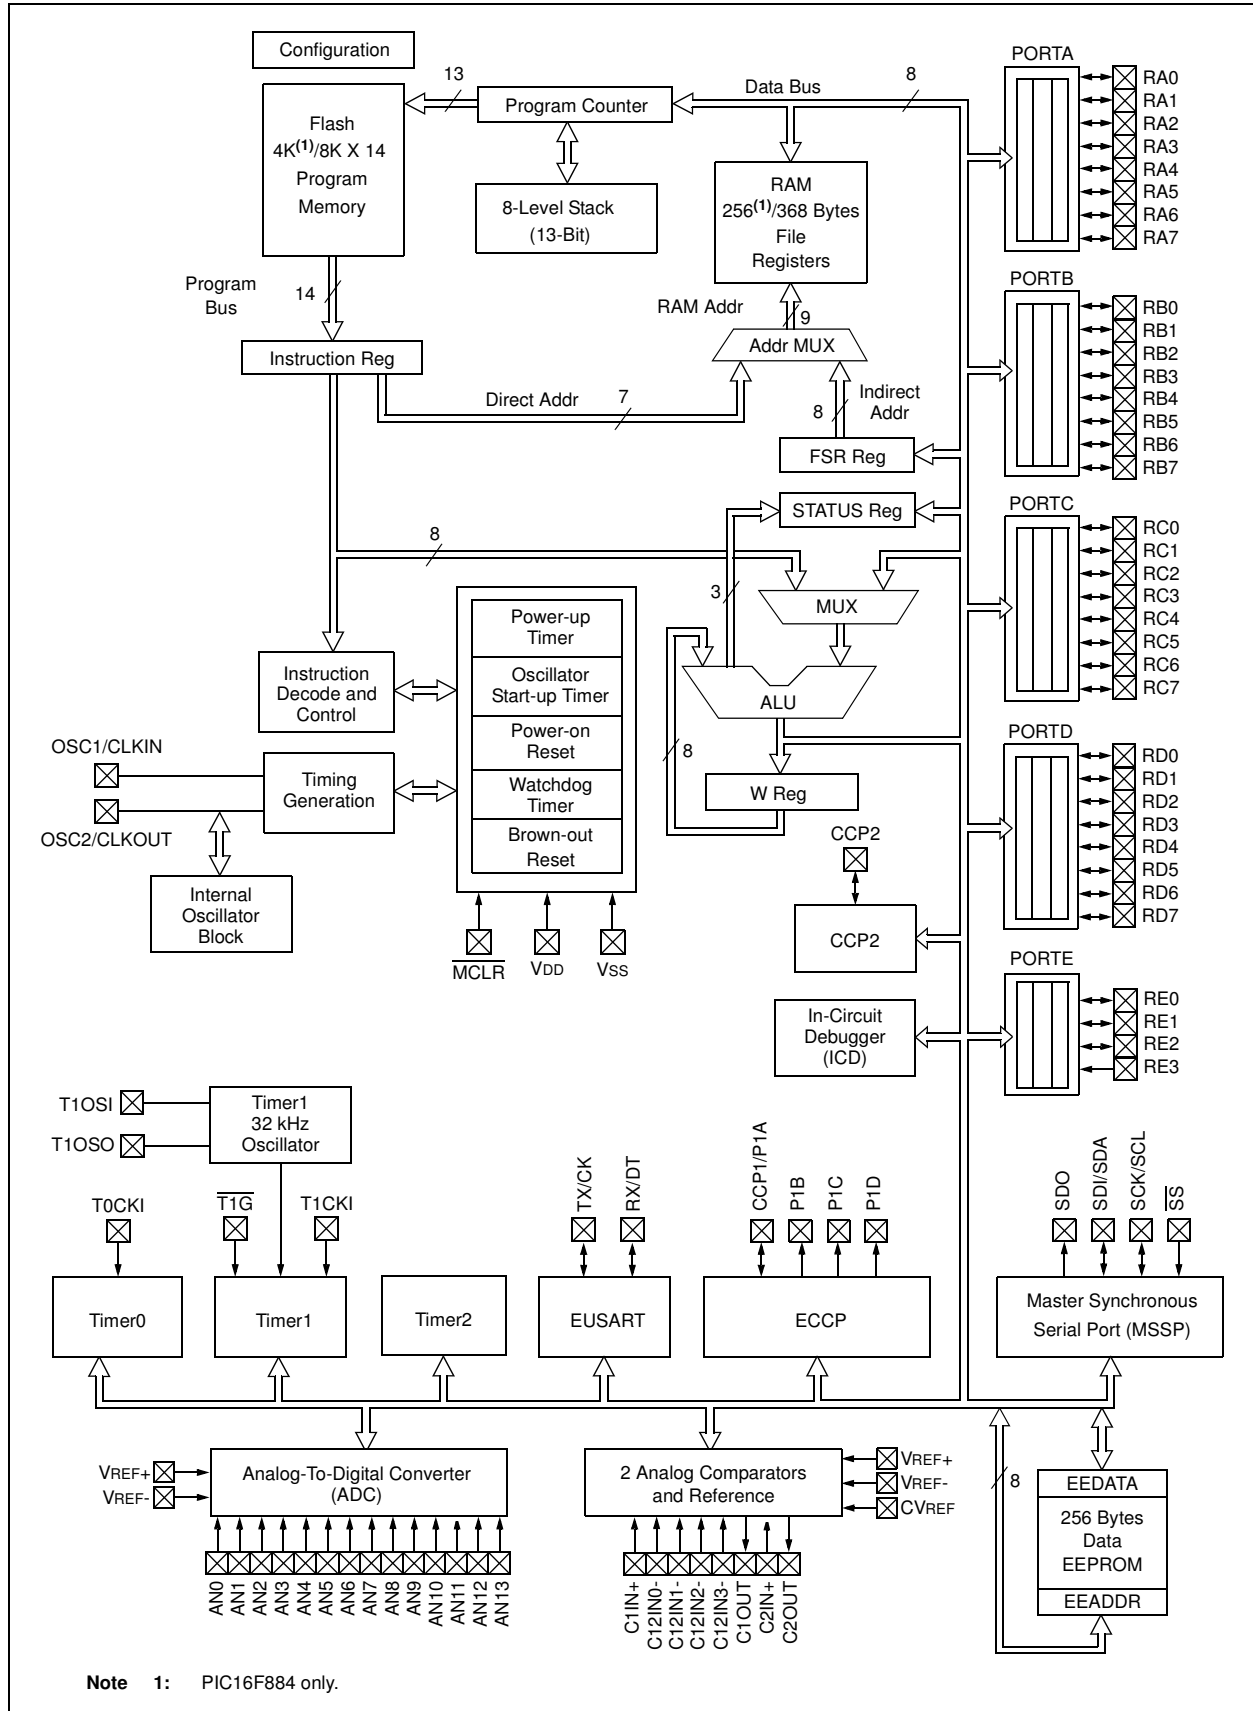 Configuration
13
8
Data Bus
Program Counter
Flash
4K(1)/8K X 14
Program
Memory
8-Level Stack
(13-Bit)
RAM
256(1)/368 Bytes
File
Registers
PORTA
RA0
RA1
RA2
RA3
RA4
RA5
RA6
RA7
Program
Bus
14
RAM Addr
9
Addr MUX
Instruction Reg
Direct Addr
7
Indirect
Addr
8
FSR Reg
STATUS Reg
PORTB
RB0
RB1
RB2
RB3
RB4
RB5
RB6
RB7
8
3
MUX
ALU
8
W Reg
PORTC
RC0
RC1
RC2
RC3
RC4
RC5
RC6
RC7
Power-up
Timer
Oscillator
Start-up Timer
Power-on
Reset
Watchdog
Timer
Brown-out
Reset
Instruction
Decode and
Control
OSC1/CLKIN
Timing
Generation
OSC2/CLKOUT
Internal
Oscillator
Block
MCLR
VDD
VSS
PORTD
RD0
RD1
RD2
RD3
RD4
RD5
RD6
RD7
CCP2
CCP2
In-Circuit
Debugger
(ICD)
PORTE
RE0
RE1
RE2
RE3
T1OSI
T1OSO
Timer1
32 kHz
Oscillator
T0CKI
T1G
T1CKI
TX/CK
RX/DT
CCP1/P1A
P1B
P1C
P1D
SDO
SDI/SDA
SCK/SCL
SS
Timer0
Timer1
Timer2
EUSART
ECCP
Master Synchronous
Serial Port (MSSP)
VREF+
VREF-
Analog-To-Digital Converter
(ADC)
2 Analog Comparators
and Reference
VREF+
VREF-
CVREF
8
EEDATA
256 Bytes
Data
EEPROM
EEADDR
AN0
AN1
AN2
AN3
AN4
AN5
AN6
AN7
AN8
AN9
AN10
AN11
AN12
AN13
C1IN+
C12IN0-
C12IN1-
C12IN2-
C12IN3-
C1OUT
C2IN+
C2OUT
Note 1: PIC16F884 only.